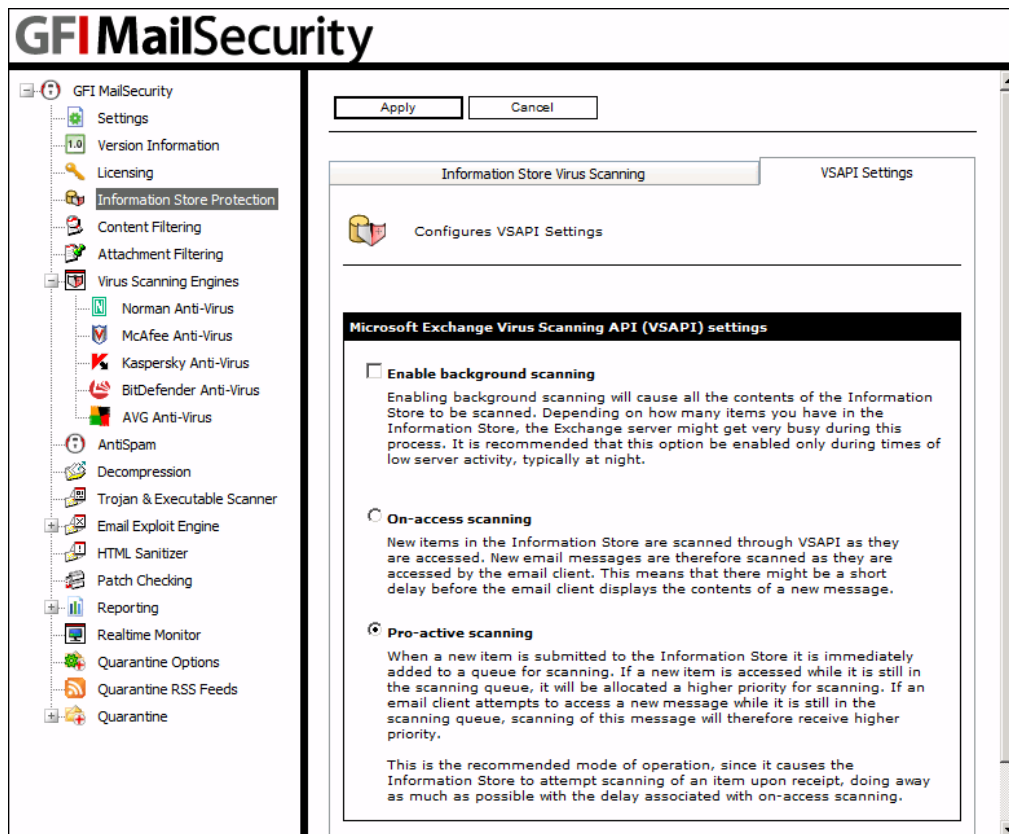 GFI MailSecurity
GFI MailSecurity
Settings
1.0
Version Information
Licensing
Information Store Protection
Content Filtering
Attachment Filtering
Virus Scanning Engines
N
Norman Anti-Virus
McAfee Anti-Virus
Kaspersky Anti-Virus
BitDefender Anti-Virus
AVG Anti-Virus
AntiSpam
Decompression
Trojan & Executable Scanner
Email Exploit Engine
HTML Sanitizer
Patch Checking
Reporting
Realtime Monitor
Quarantine Options
Quarantine RSS Feeds
Quarantine
Apply
Cancel
Information Store Virus Scanning
VSAPI Settings
Configures VSAPI Settings
Microsoft Exchange Virus Scanning API (VSAPI) settings
Enable background scanning
Enabling background scanning will cause all the contents of the Information
Store to be scanned. Depending on how many items you have in the
Information Store, the Exchange server might get very busy during this
process. It is recommended that this option be enabled only during times of
low server activity, typically at night.
On-access scanning
New items in the Information Store are scanned through VSAPI as they
are accessed. New email messages are therefore scanned as they are
accessed by the email client. This means that there might be a short
delay before the email client displays the contents of a new message.
Pro-active scanning
When a new item is submitted to the Information Store it is immediately
added to a queue for scanning. If a new item is accessed while it is still in
the scanning queue, it will be allocated a higher priority for scanning. If an
email client attempts to access a new message while it is still in the
scanning queue, scanning of this message will therefore receive higher
priority.
This is the recommended mode of operation, since it causes the
Information Store to attempt scanning of an item upon receipt, doing away
as much as possible with the delay associated with on-access scanning.